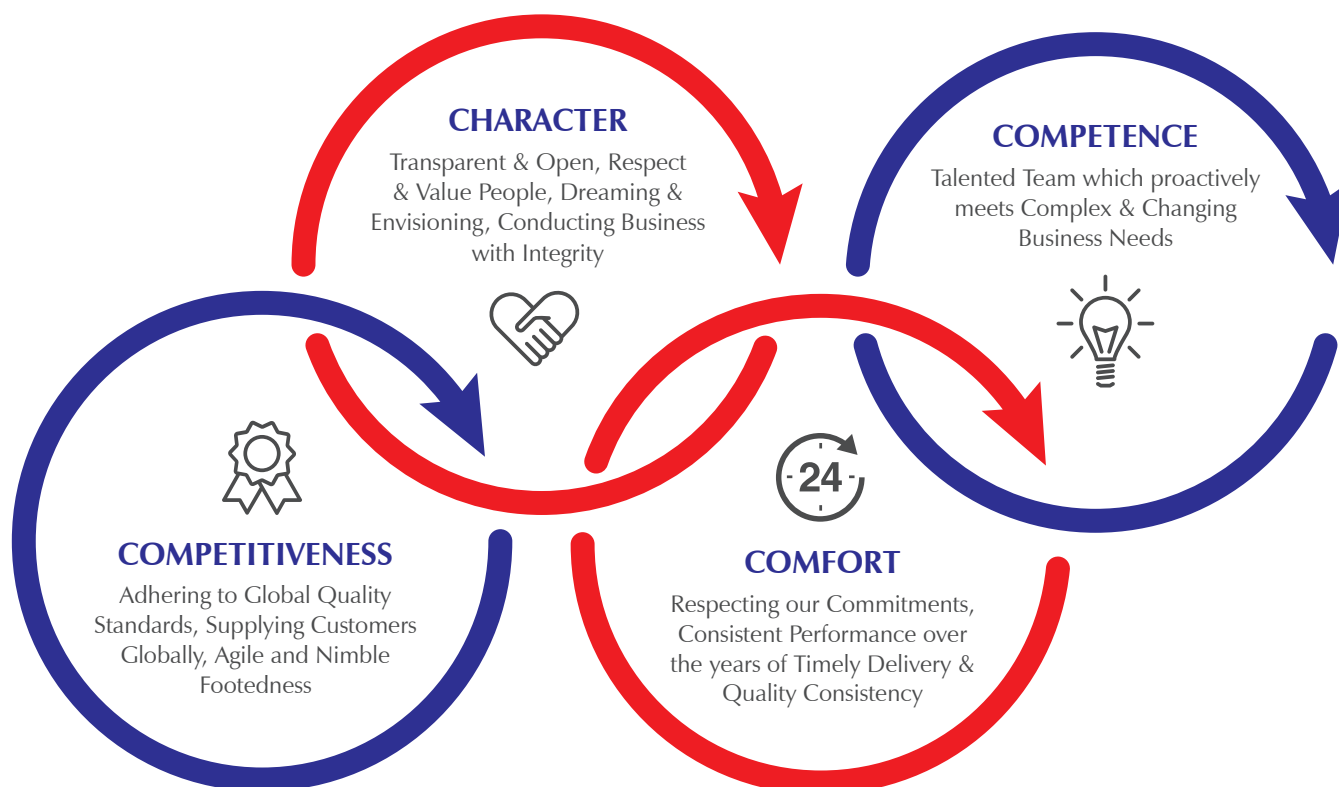 CHARACTER
Transparent & Open, Respect
& Value People, Dreaming &
Envisioning, Conducting Business
with Integrity
COMPETENCE
Talented Team which proactively
meets Complex & Changing
Business Needs
COMPETITIVENESS
Adhering to Global Quality
Standards, Supplying Customers
Globally, Agile and Nimble
Footedness
24
COMFORT
Respecting our Commitments,
Consistent Performance over
the years of Timely Delivery &
Quality Consistency